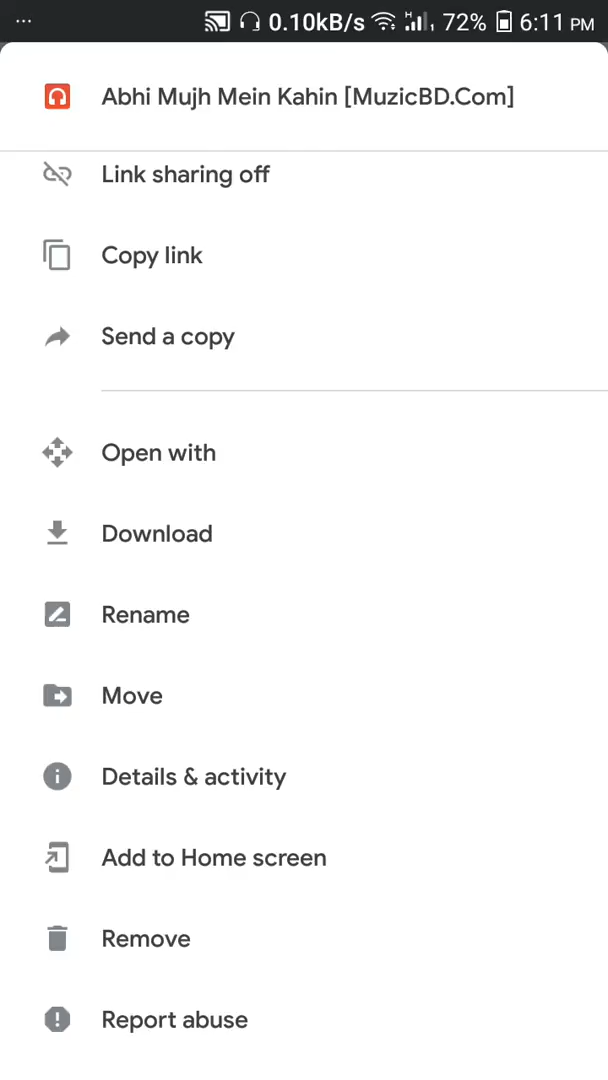 ... 0.10kB/s H 72% 6:11 PM
Abhi Mujh Mein Kahin [MuzicBD.Com]
Link sharing off
Copy link
Send a copy
Open with
Download
Rename
Move
Details & activity
Add to Home screen
Remove
Report abuse